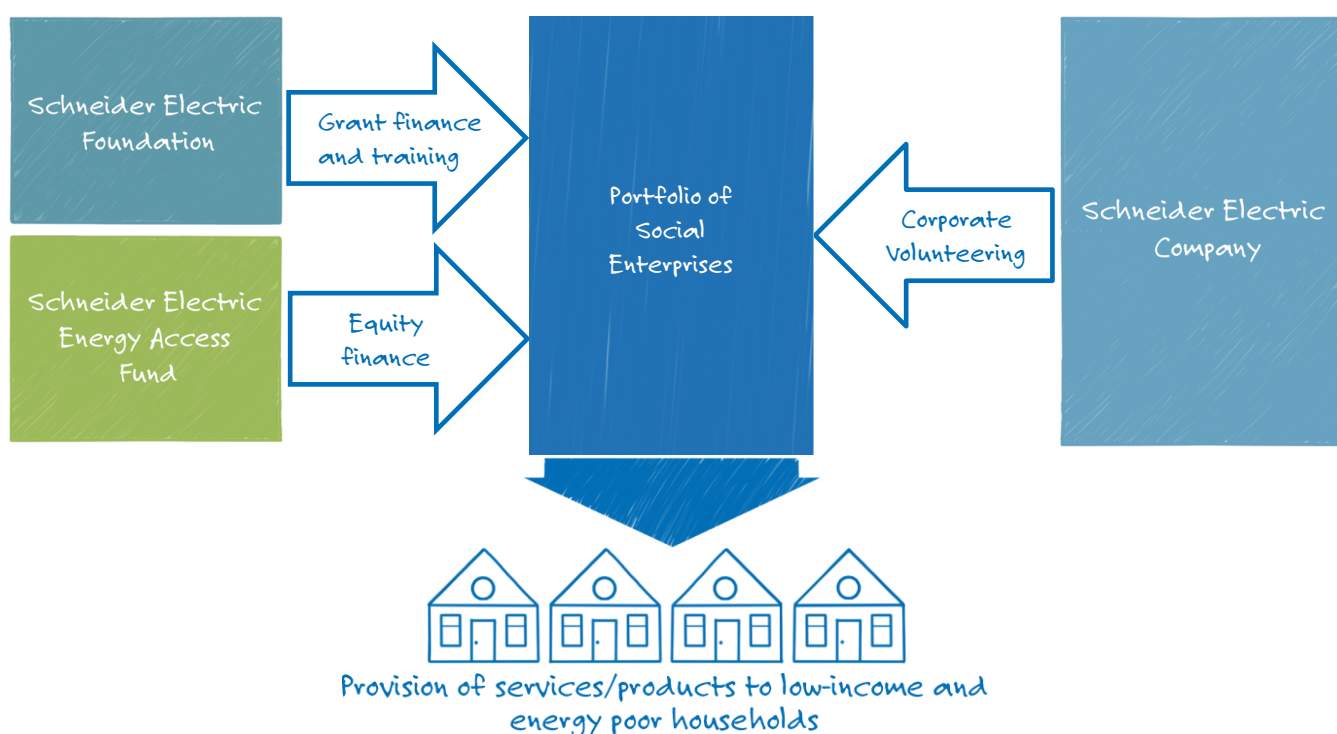 Schneider Electric
Foundation
Grant finance
and training
Schneider Electric
Energy Access
Fund
Equity
finance
Portfolio of
Social
Enterprises
Corporate
Volunteering
Schneider Electric
Company
Provision of services/products to low-income and
energy poor households